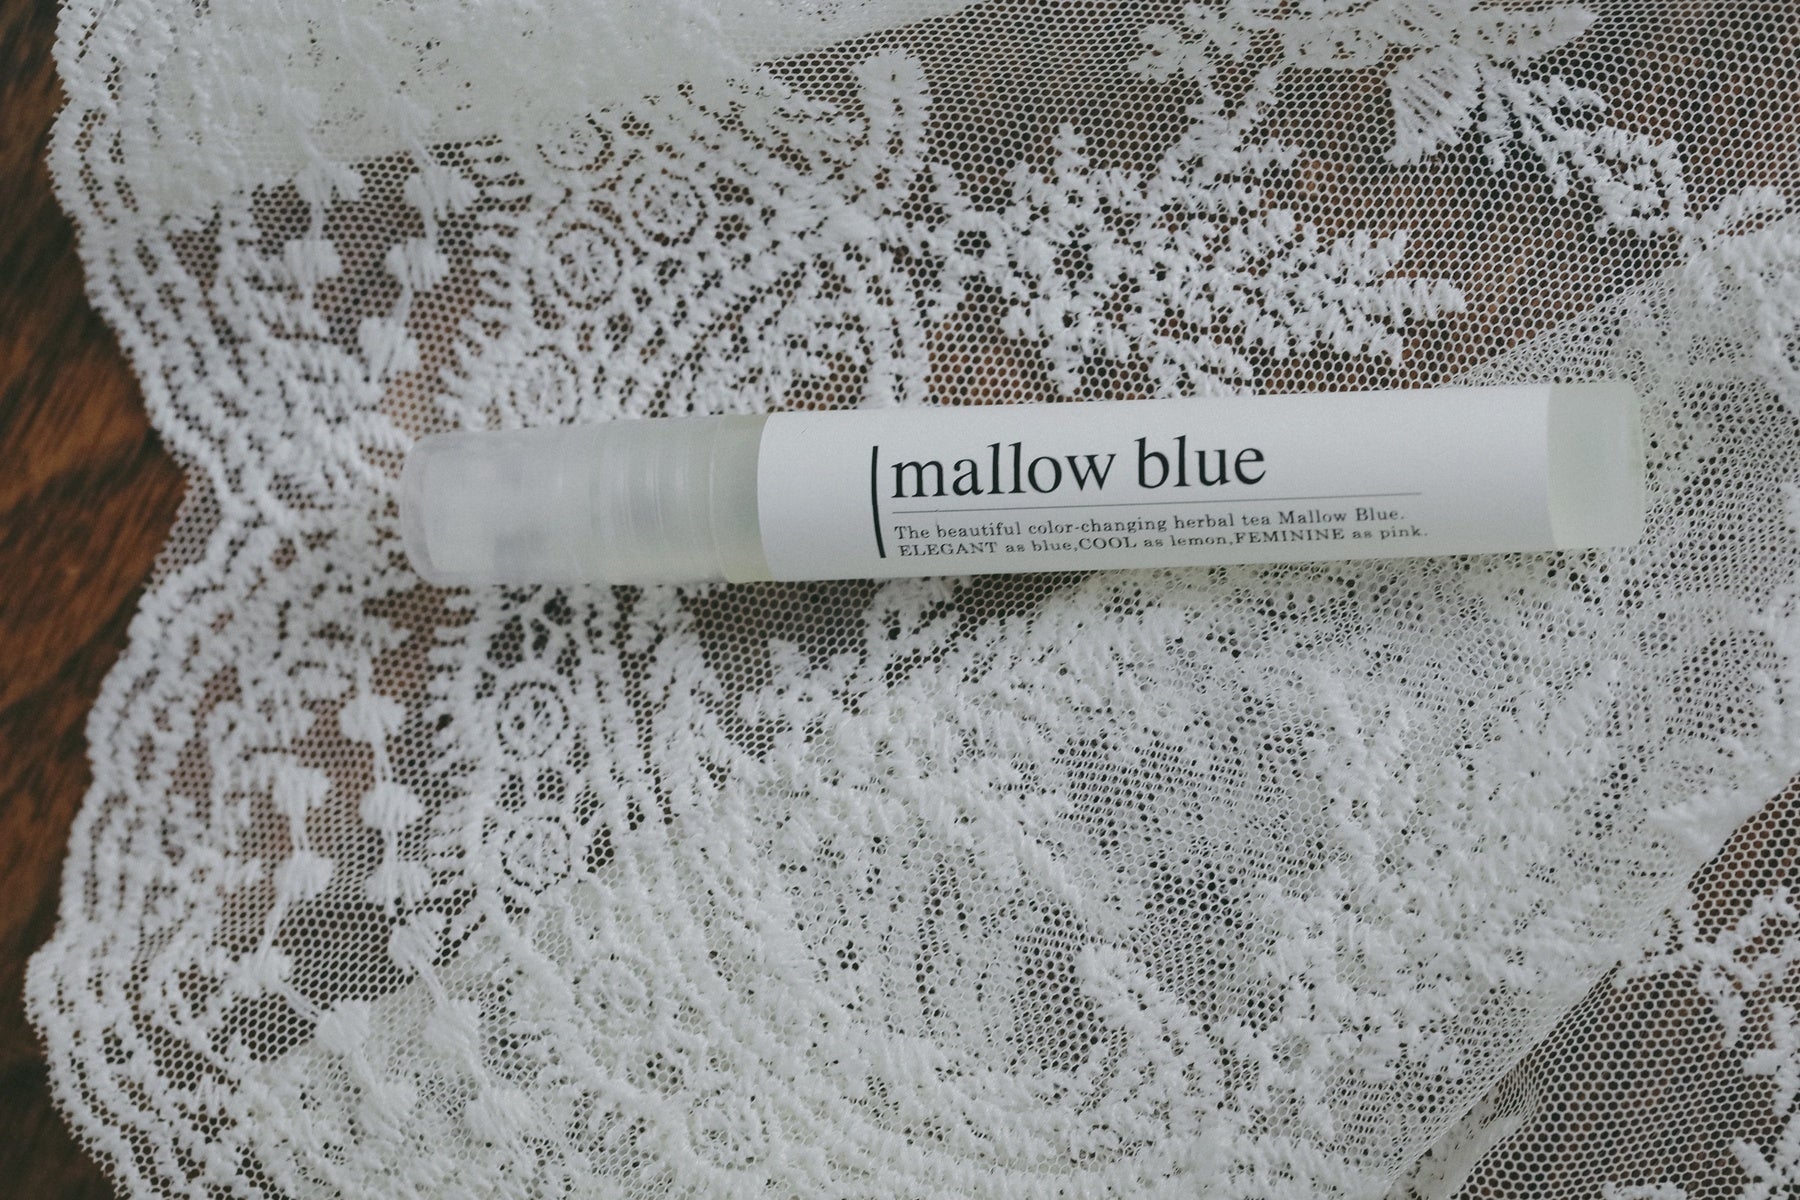 mallow blue
The beautiful color-changing herbal tea Mallow Blue.
ELEGANT as blue,COOL as lemon,FEMININE as pink.